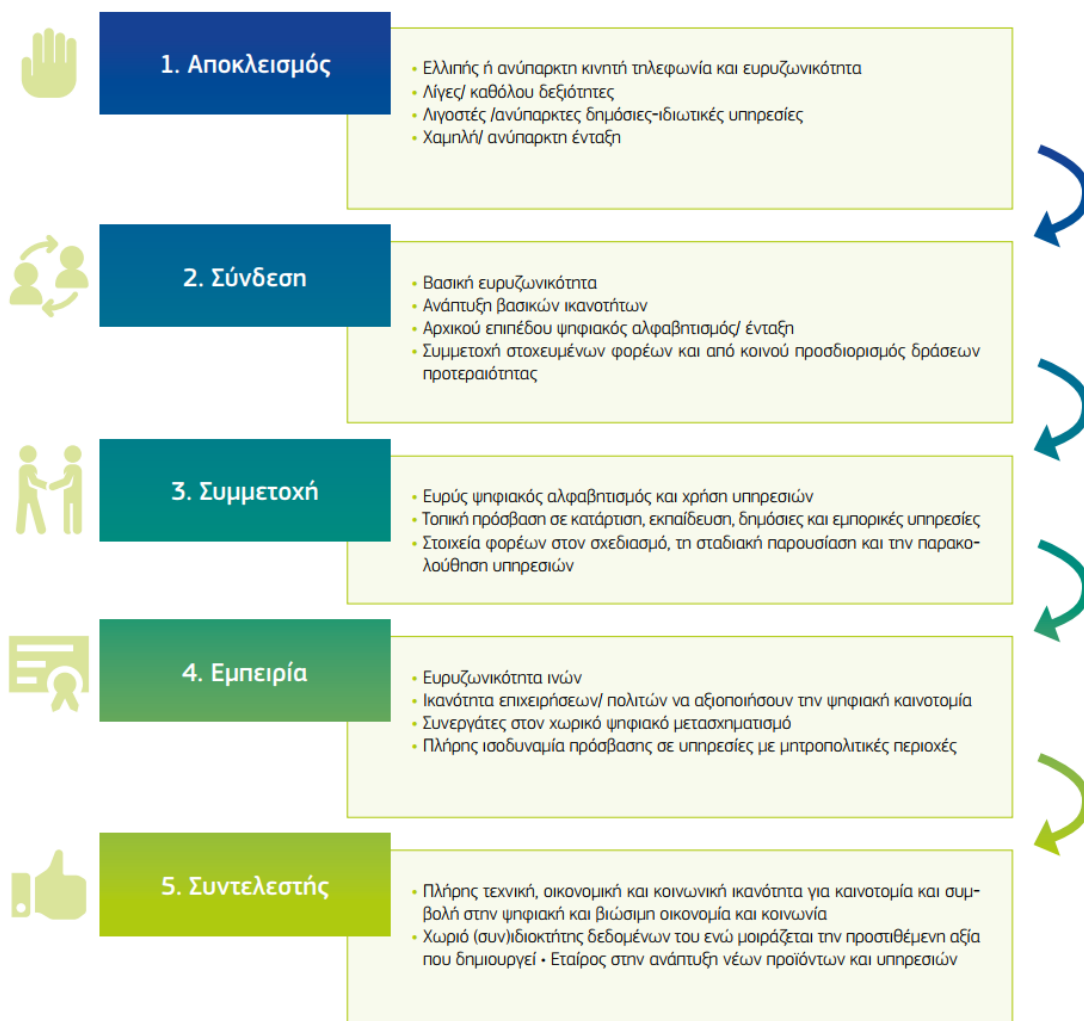 1. Αποκλεισμός
• Ελλιπής ή ανύπαρκτη κινητή τηλεφωνία και ευρυζωνικότητα
• Λίγες/ καθόλου δεξιότητες
• Λιγοστές /ανύπαρκτες δημόσιες-ιδιωτικές υπηρεσίες
• Χαμηλή/ ανύπαρκτη ένταξη
2. Σύνδεση
• Βασική ευρυζωνικότητα
• Ανάπτυξη βασικών ικανοτήτων
• Αρχικού επιπέδου ψηφιακός αλφαβητισμός/ ένταξη
• Συμμετοχή στοχευμένων φορέων και από κοινού προσδιορισμός δράσεων
προτεραιότητας
3. Συμμετοχή
• Ευρύς ψηφιακός αλφαβητισμός και χρήση υπηρεσιών
• Τοπική πρόσβαση σε κατάρτιση, εκπαίδευση, δημόσιες και εμπορικές υπηρεσίες
• Στοιχεία φορέων στον σχεδιασμό, τη σταδιακή παρουσίαση και την παρακο-
λούθηση υπηρεσιών
4. Εμπειρία
• Ευρυζωνικότητα ινών
• Ικανότητα επιχειρήσεων/ πολιτών να αξιοποιήσουν την ψηφιακή καινοτομία
• Συνεργάτες στον χωρικό ψηφιακό μετασχηματισμό
• Πλήρης ισοδυναμία πρόσβασης σε υπηρεσίες με μητροπολιτικές περιοχές
5. Συντελεστής
• Πλήρης τεχνική, οικονομική και κοινωνική ικανότητα για καινοτομία και συμ-
βολή στην ψηφιακή και βιώσιμη οικονομία και κοινωνία
• Χωριό (συν)ιδιοκτήτης δεδομένων του ενώ μοιράζεται την προστιθέμενη αξία
που δημιουργεί • Εταίρος στην ανάπτυξη νέων προϊόντων και υπηρεσιών